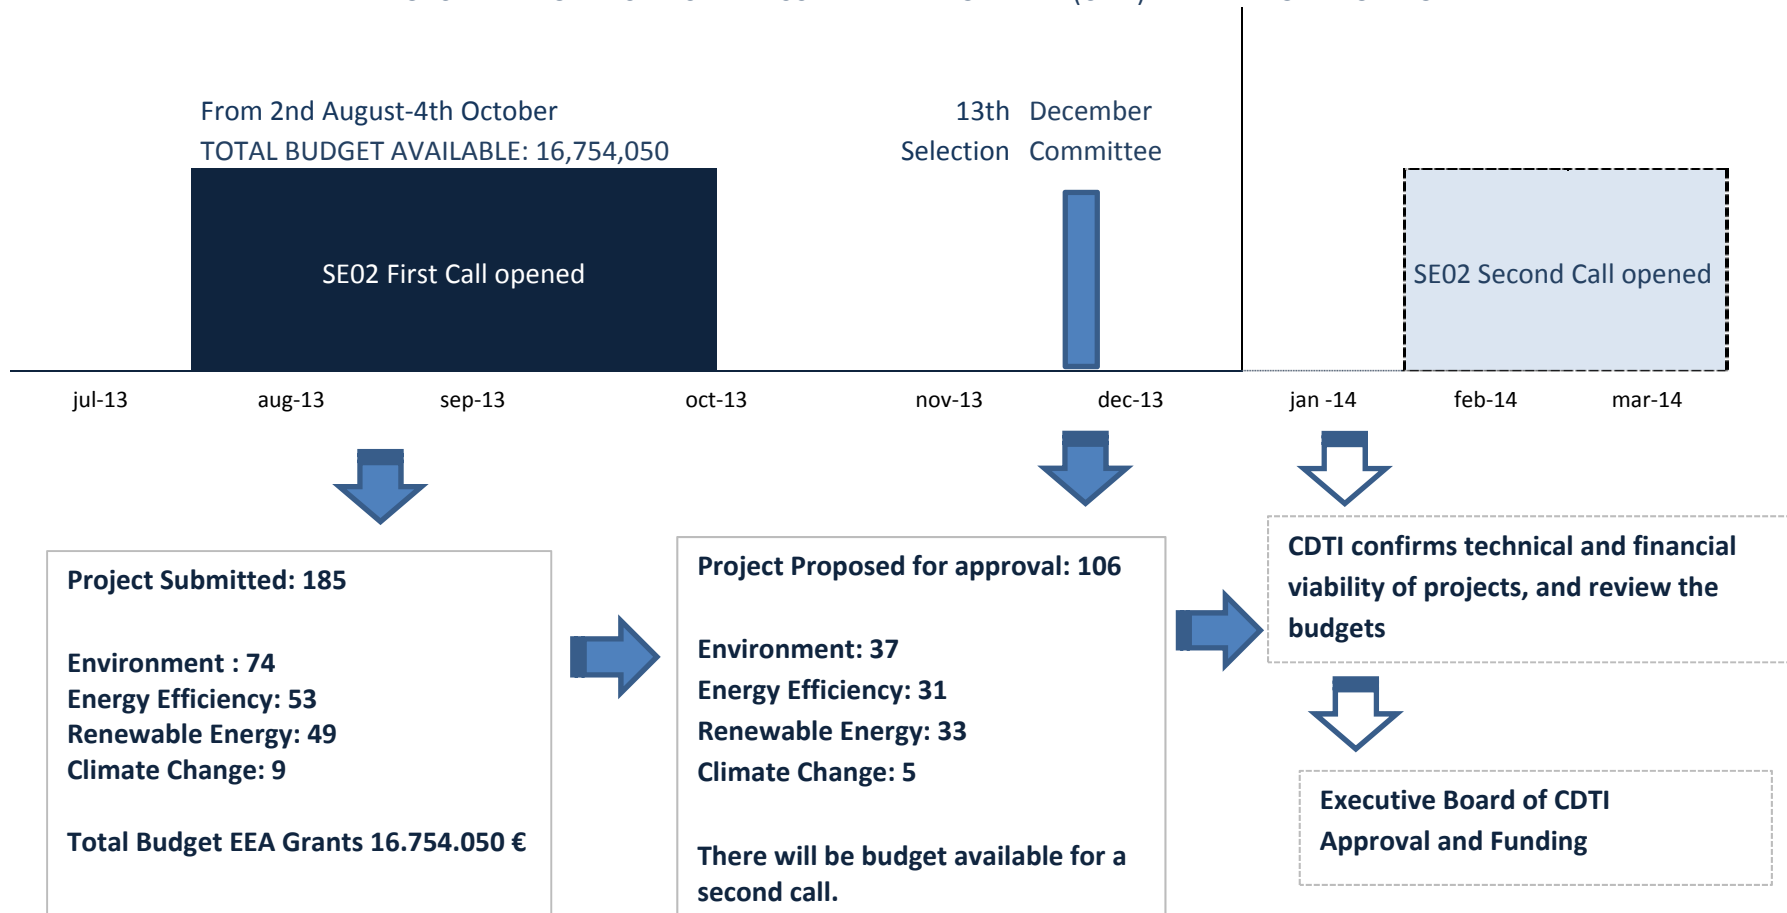 From 2nd August-4th October
TOTAL BUDGET AVAILABLE: 16,754,050
13th December
Selection Committee
SE02 First Call opened
SE02 Second Call opened
jul-13 aug-13 sep-13 oct-13 nov-13 dec-13 jan -14 feb-14 mar-14
Project Submitted: 185
Environment : 74
Energy Efficiency: 53
Renewable Energy: 49
Climate Change: 9
Total Budget EEA Grants 16.754.050 €
Project Proposed for approval: 106
Environment: 37
Energy Efficiency: 31
Renewable Energy: 33
Climate Change: 5
There will be budget available for a
second call.
CDTI confirms technical and financial
viability of projects, and review the
budgets
Executive Board of CDTI
Approval and Funding